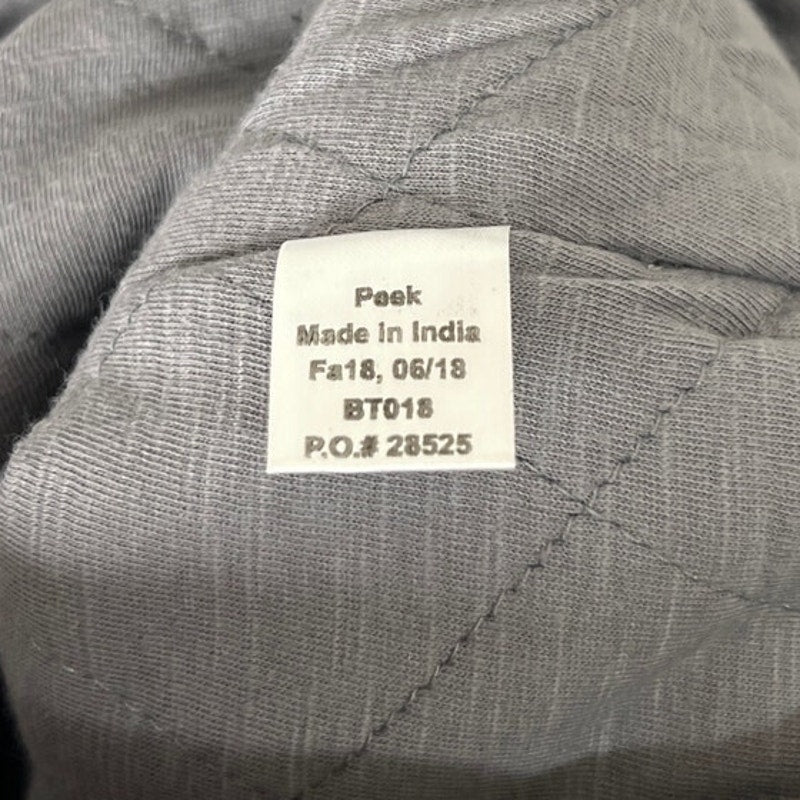 Peek
Made in India
Fa18, 06/18
BT018
P.O.# 28525